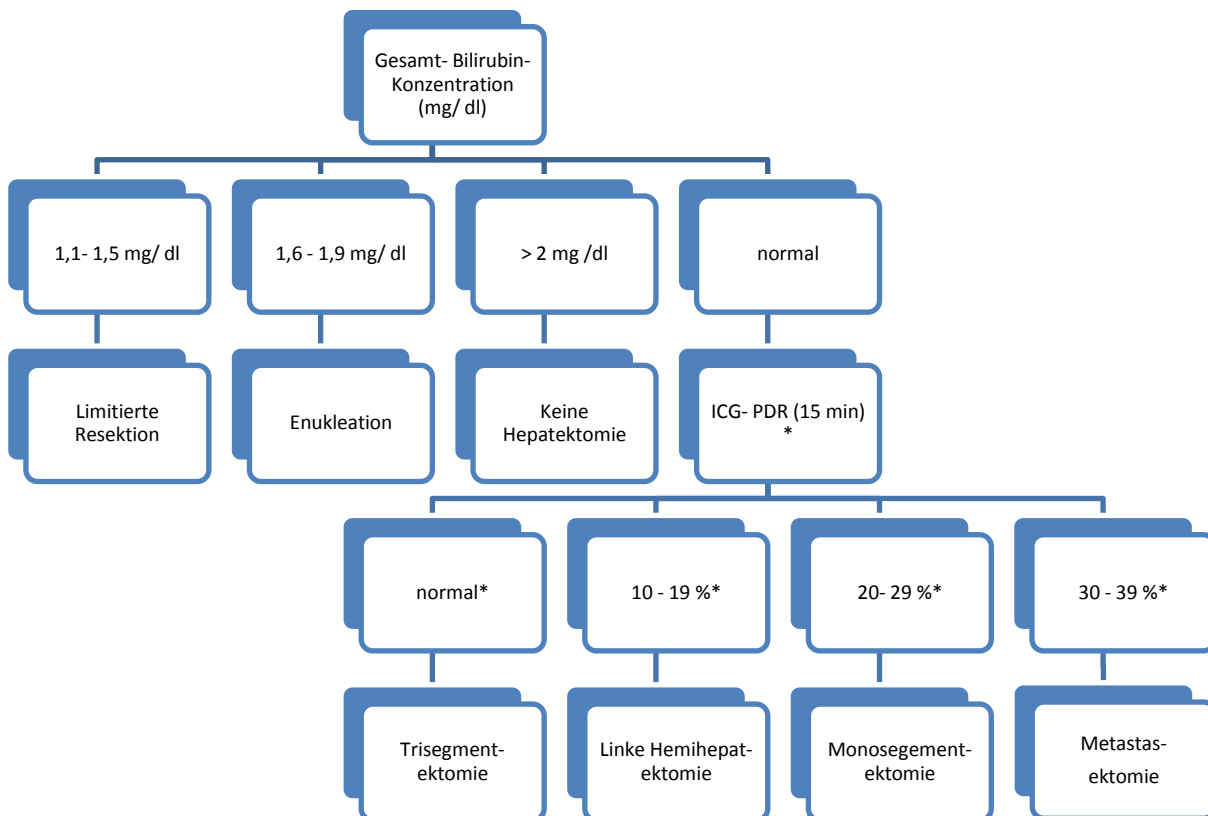 Gesamt- Bilirubin-
Konzentration
(mg/ dl)
1,1- 1,5 mg/ dl
1,6 - 1,9 mg/ dl
> 2 mg /dl
normal
Limitierte
Resektion
Enukleation
Keine
Hepatektomie
ICG- PDR (15 min)
*
normal*
10 - 19 %*
20- 29 %*
30 - 39 %*
Trisegment-
ektomie
Linke Hemihepat-
ektomie
Monosegement-
ektomie
Metastas-
ektomie